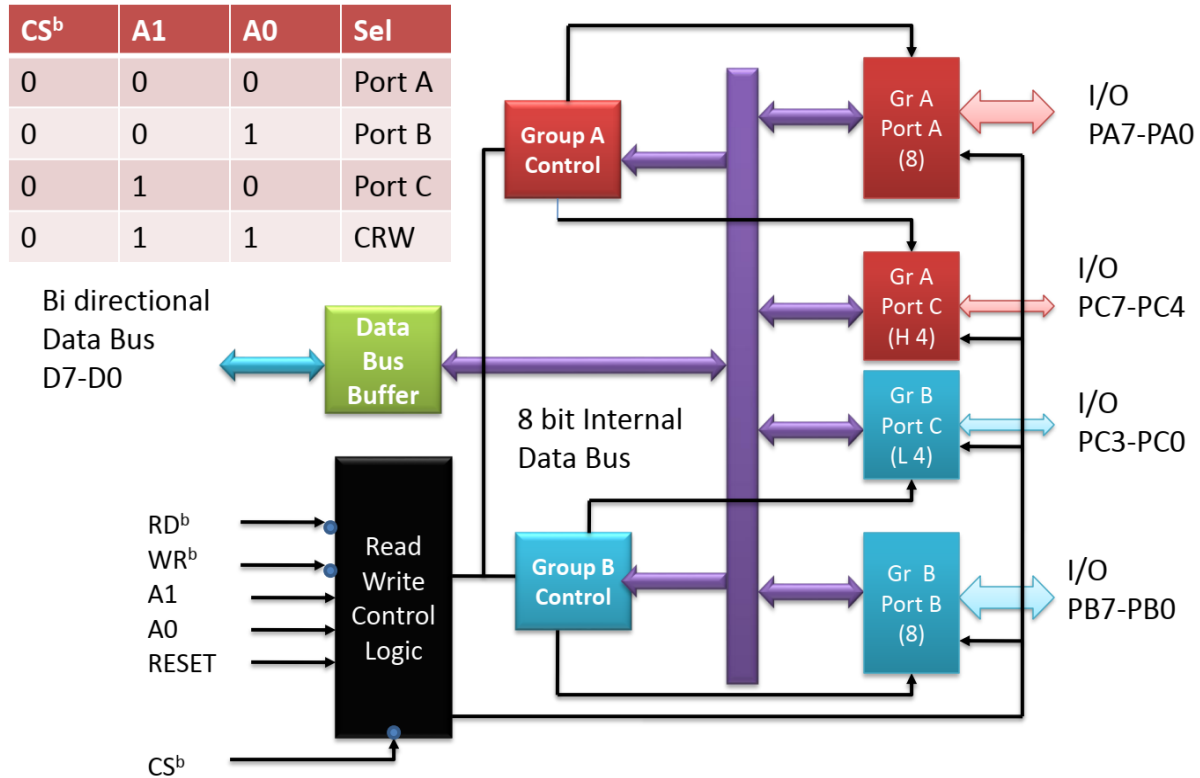 CSᵇ A1 A0 Sel
0 0 0 Port A
0 0 1 Port B
0 1 0 Port C
0 1 1 CRW
Group A
Control
Gr A
Port A
(8)
I/O
PA7-PA0
Gr A
Port C
(H 4)
I/O
PC7-PC4
Bi directional
Data Bus
D7-D0
Data
Bus
Buffer
8 bit Internal
Data Bus
Gr B
Port C
(L 4)
I/O
PC3-PC0
RDᵇ
WRᵇ
A1
A0
RESET
CSᵇ
Read
Write
Control
Logic
Group B
Control
Gr B
Port B
(8)
I/O
PB7-PB0